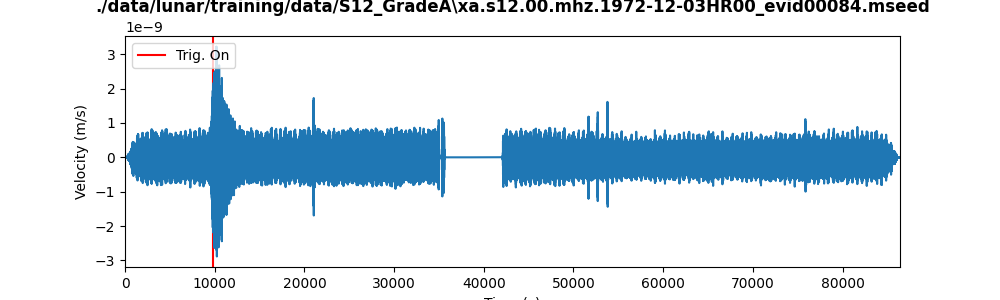 ./data/lunar/training/data/S12_GradeA\xa.s12.00.mhz.1972-12-03HR00_evid00084.mseed
1e−9
Trig. On
3
2
1
0
−1
−2
−3
Velocity (m/s)
0 10000 20000 30000 40000 50000 60000 70000 80000